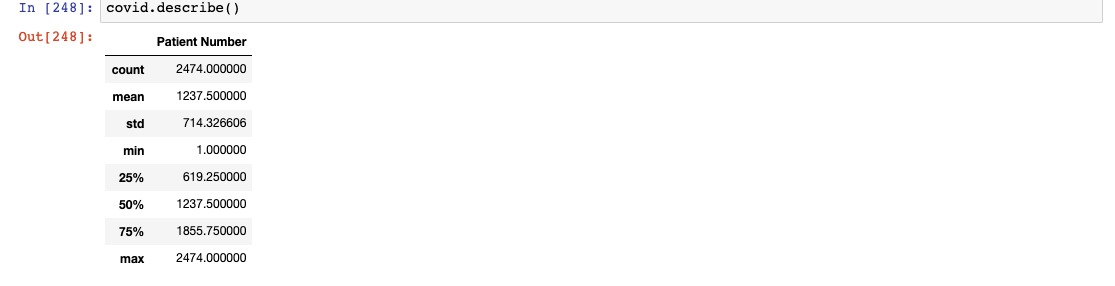 In [248]: covid.describe()
Out[248]:
Patient Number
count 2474.000000
mean 1237.500000
std 714.326606
min 1.000000
25% 619.250000
50% 1237.500000
75% 1855.750000
max 2474.000000